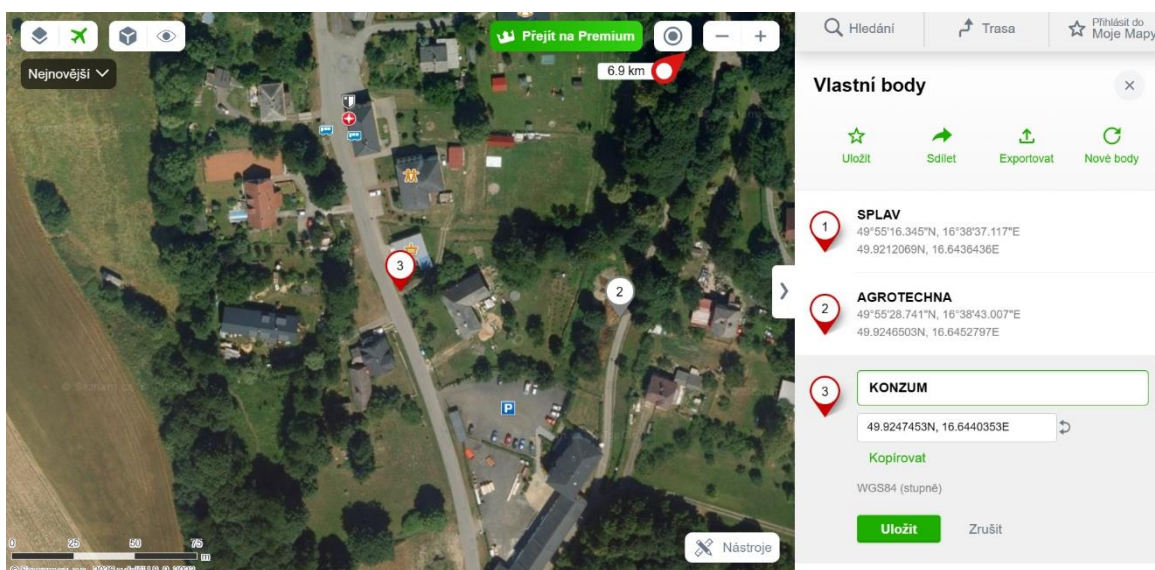 Nejnovější
Přejít na Premium
6.9 km
3
2
P
0 25 50 75
m
Nástroje
Hledání
Trasa
Přihlásit do
Moje Mapy
Vlastní body
Uložit
Sdílet
Exportovat
Nové body
1
SPLAV
49°55'16.345"N, 16°38'37.117"E
49.9212069N, 16.6436436E
2
AGROTECHNA
49°55'28.741"N, 16°38'43.007"E
49.9246503N, 16.6452797E
3
KONZUM
49.9247453N, 16.6440353E
Kopírovat
WGS84 (stupně)
Uložit
Zrušit